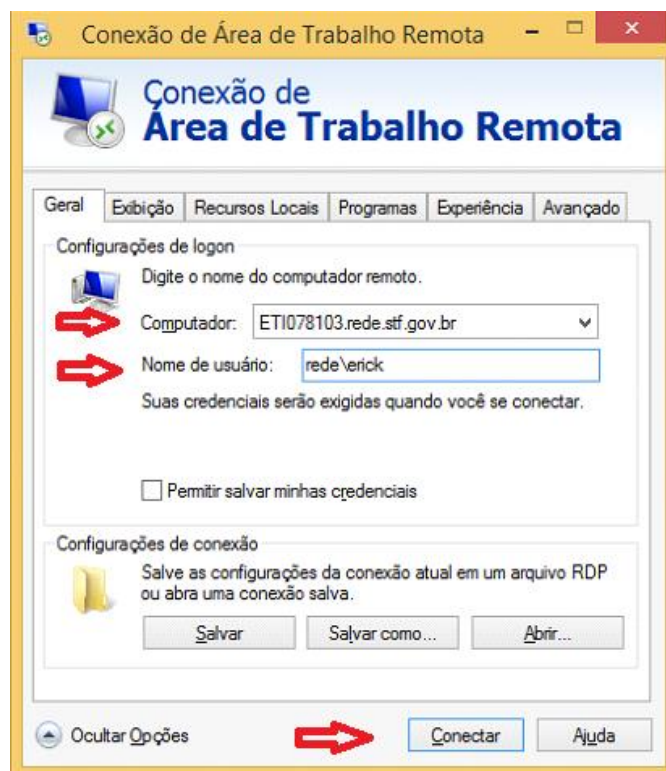 Conexão de Área de Trabalho Remota
Conexão de
Área de Trabalho Remota
Geral Exibição Recursos Locais Programas Experiência Avançado
Configurações de logon
Digite o nome do computador remoto.
Computador: ETI078103.rede.stf.gov.br
Nome de usuário: rede\erick
Suas credenciais serão exigidas quando você se conectar.
Permitir salvar minhas credenciais
Configurações de conexão
Salve as configurações da conexão atual em um arquivo RDP
ou abra uma conexão salva.
Salvar Salvar como... Abrir...
Ocultar Opções Conectar Ajuda